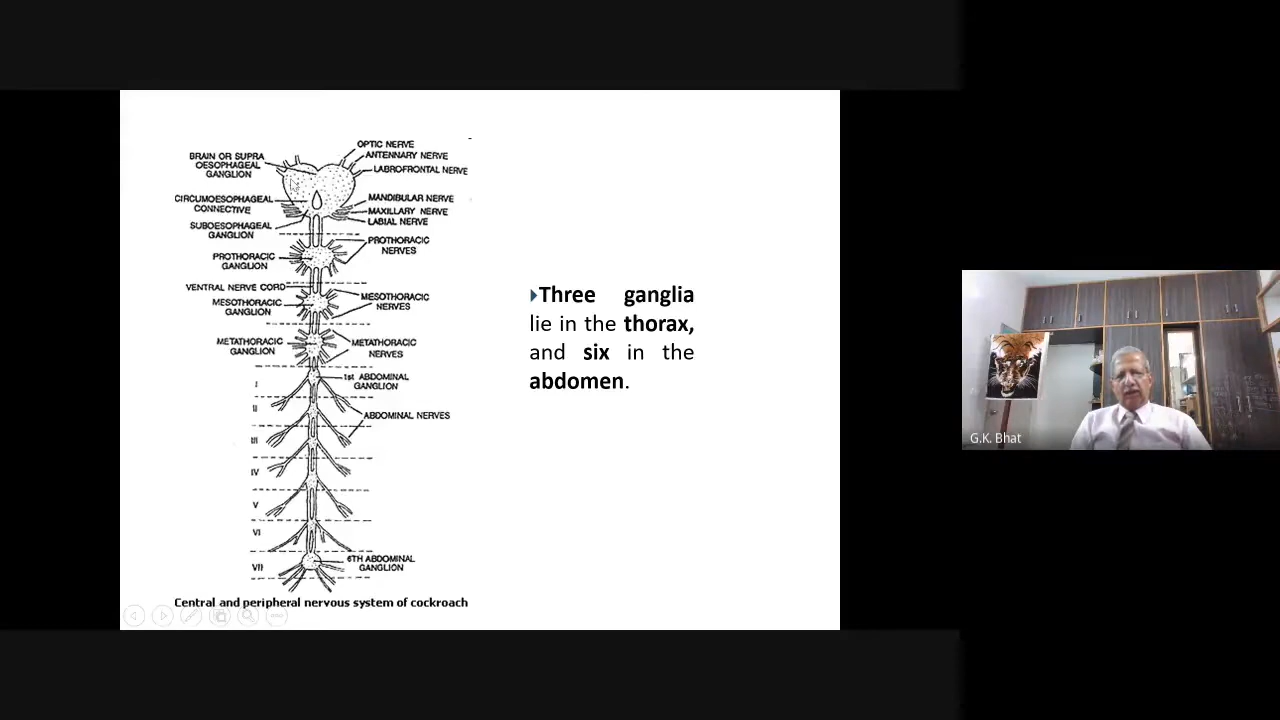 OPTIC NERVE
ANTENNARY NERVE
LABROFRONTAL NERVE
BRAIN OR SUPRA
OESOPHAGEAL
GANGLION
CIRCUMOESOPHAGEAL
CONNECTIVE
MANDIBULAR NERVE
MAXILLARY NERVE
LABIAL NERVE
SUBOESOPHAGEAL
GANGLION
PROTHORACIC
NERVES
PROTHORACIC
GANGLION
VENTRAL NERVE CORD
MESOTHORACIC
GANGLION
MESOTHORACIC
NERVES
METATHORACIC
GANGLION
METATHORACIC
NERVES
1st ABDOMINAL
GANGLION
ABDOMINAL NERVES
I
II
III
IV
V
VI
VII
6TH ABDOMINAL
GANGLION
Central and peripheral nervous system of cockroach
Three ganglia
lie in the thorax,
and six in the
abdomen.
G.K. Bhat